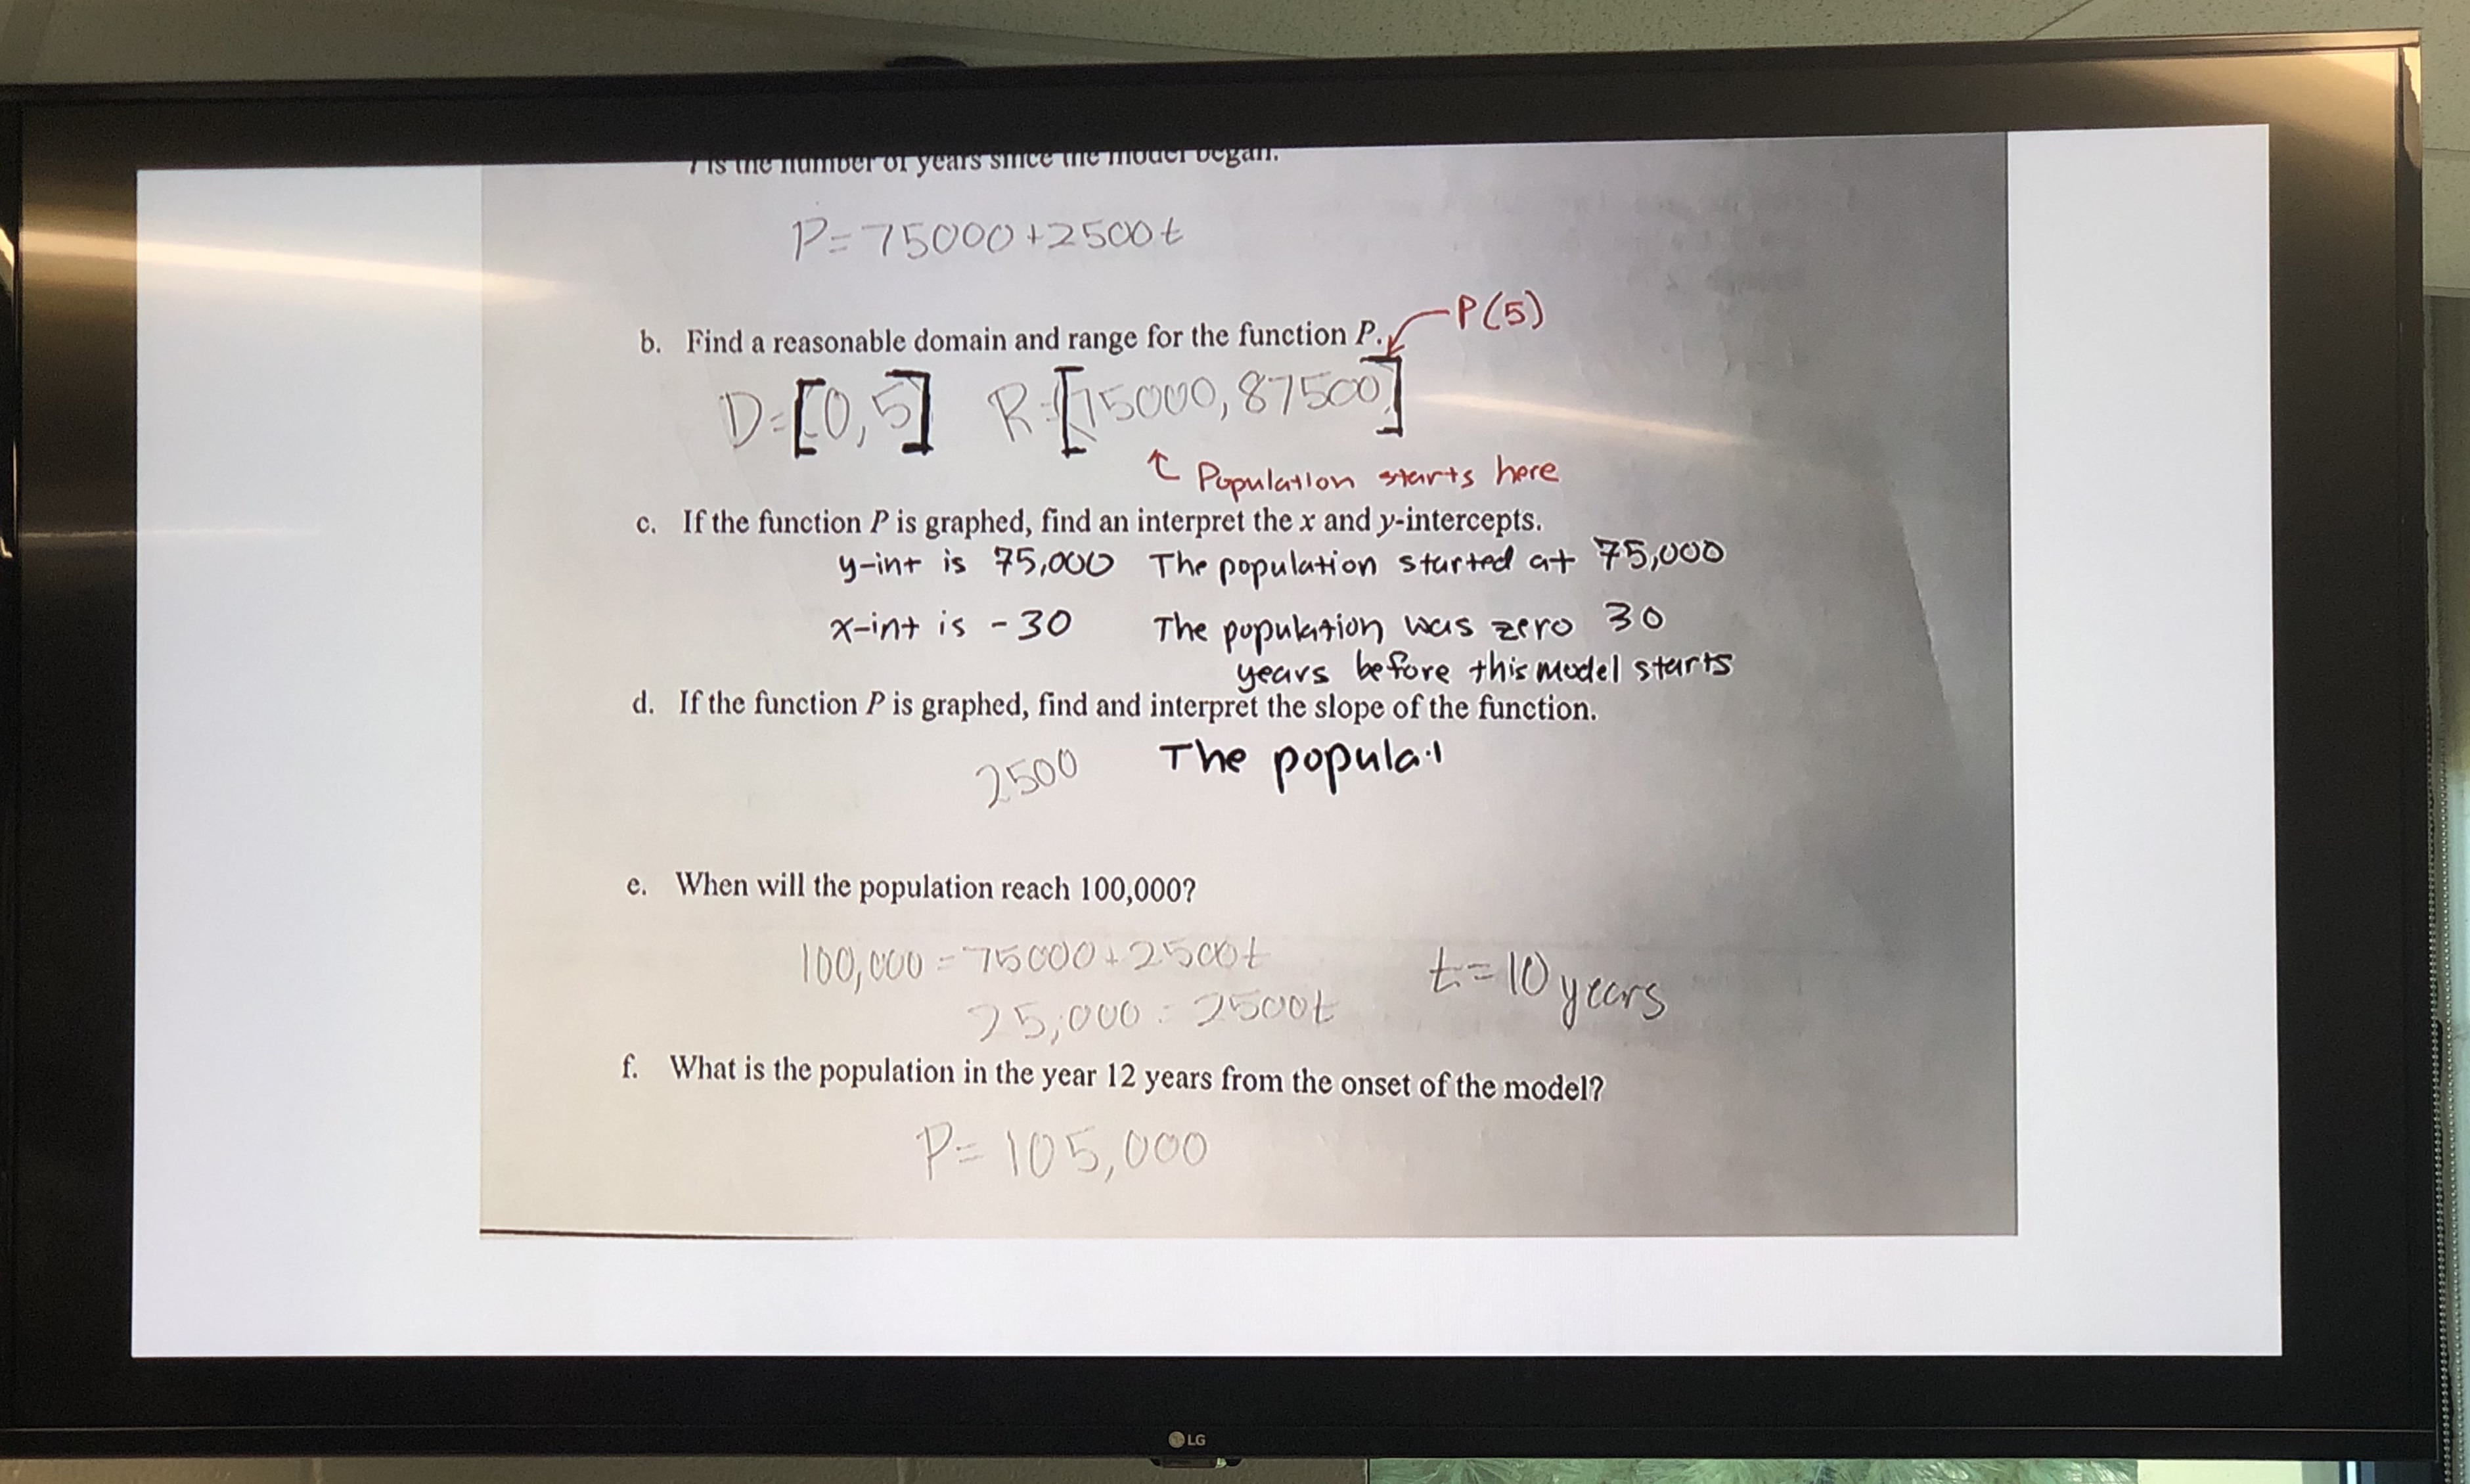 t is the number of years since the model began.
P=75000+2500t
P(5)
b. Find a reasonable domain and range for the function P.
D=[0,5] R=[75000,87500]
Population starts here
c. If the function P is graphed, find an interpret the x and y-intercepts.
y-int is 75,000 The population started at 75,000
x-int is -30 The population was zero 30
years before this model starts
d. If the function P is graphed, find and interpret the slope of the function.
2500 The populat
e. When will the population reach 100,000?
100,000=75000+2500t t=10 years
25,000=2500t
f. What is the population in the year 12 years from the onset of the model?
P=105,000
LG